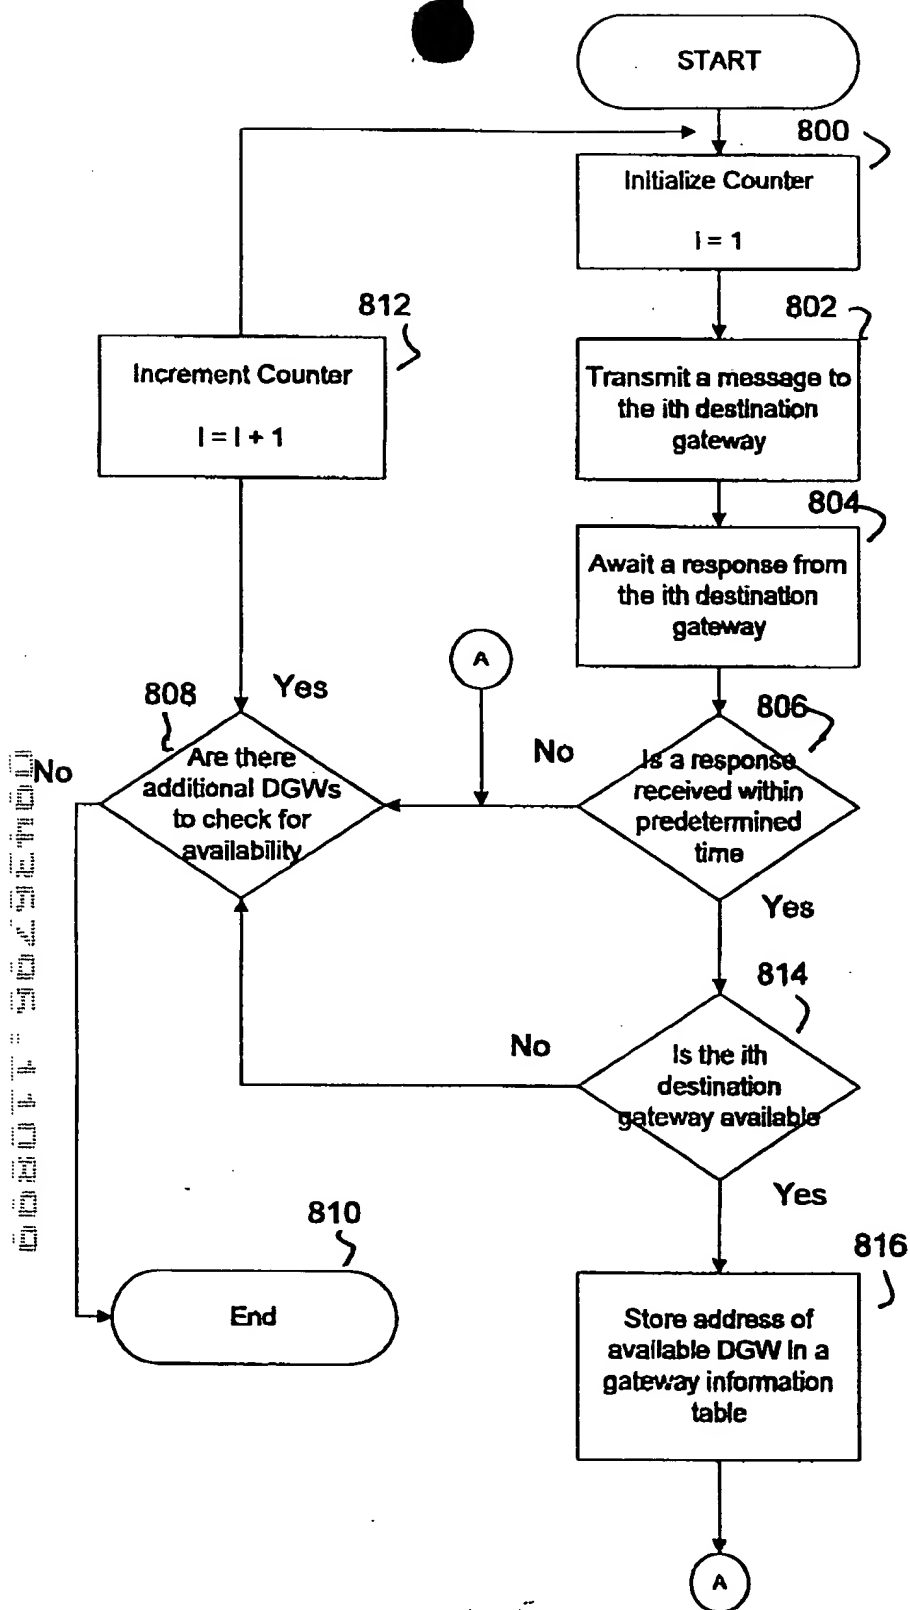 START
800
Initialize Counter
I = 1
812
Increment Counter
I = I + 1
802
Transmit a message to
the ith destination
gateway
804
Await a response from
the ith destination
gateway
A
808
Yes
806
No
Are there
additional DGWs
to check for
availability
No
Is a response
received within
predetermined
time
Yes
814
No
Is the ith
destination
gateway available
Yes
810
End
816
Store address of
available DGW in a
gateway information
table
A